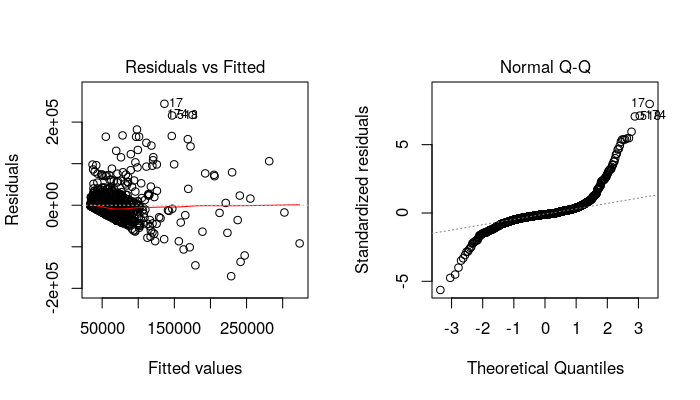 Residuals vs Fitted
17
2e+05
0e+00
-2e+05
Residuals
50000 150000 250000
Fitted values
Normal Q-Q
17
5
0
-5
Standardized residuals
-3 -2 -1 0 1 2 3
Theoretical Quantiles